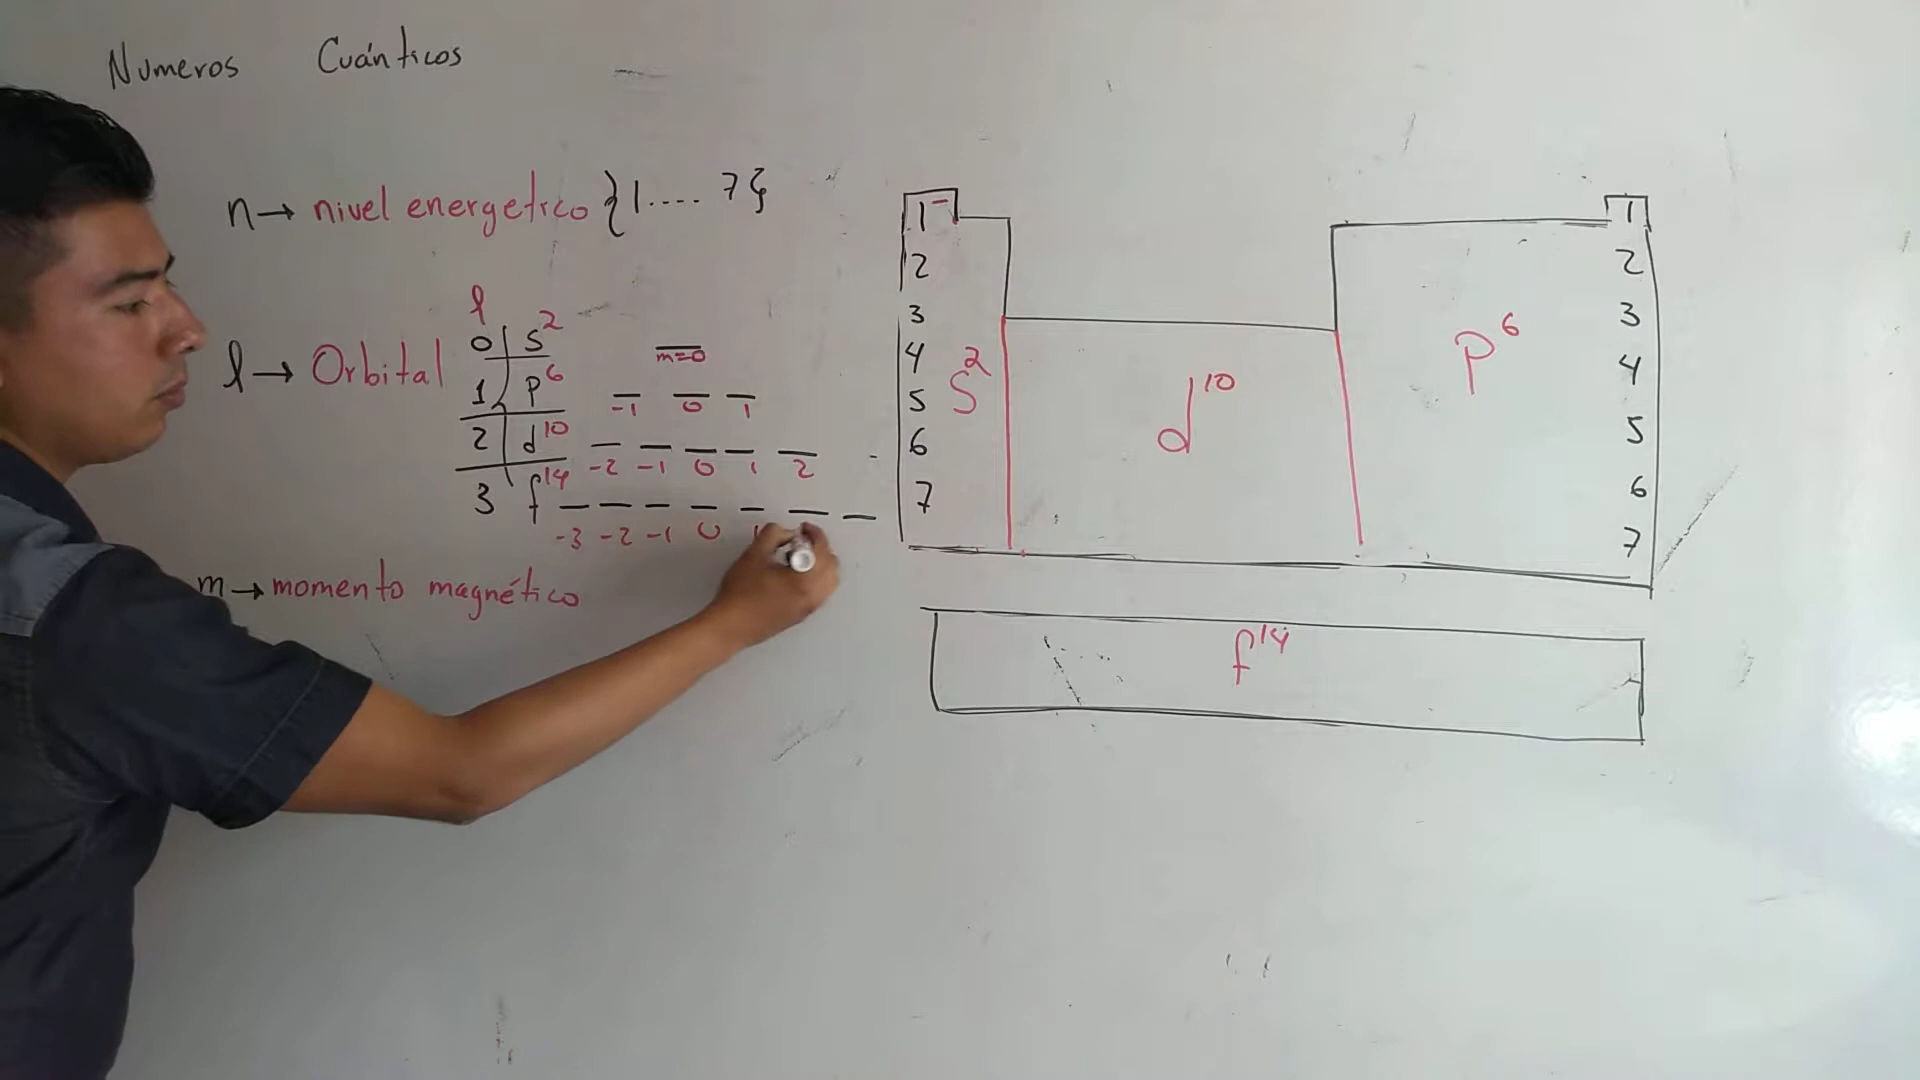 Numeros Cuánticos
n→ nivel energetico {1.... 7}
l
l→ Orbital
0 s²
m=0
1 p⁶
-1 0 1
2 d¹⁰
-2 -1 0 1 2
3 f¹⁴
-3 -2 -1 0 1
m→ momento magnético
1-
2
3
4
5
6
7
s²
d¹⁰
p⁶
1
2
3
4
5
6
7
f¹⁴